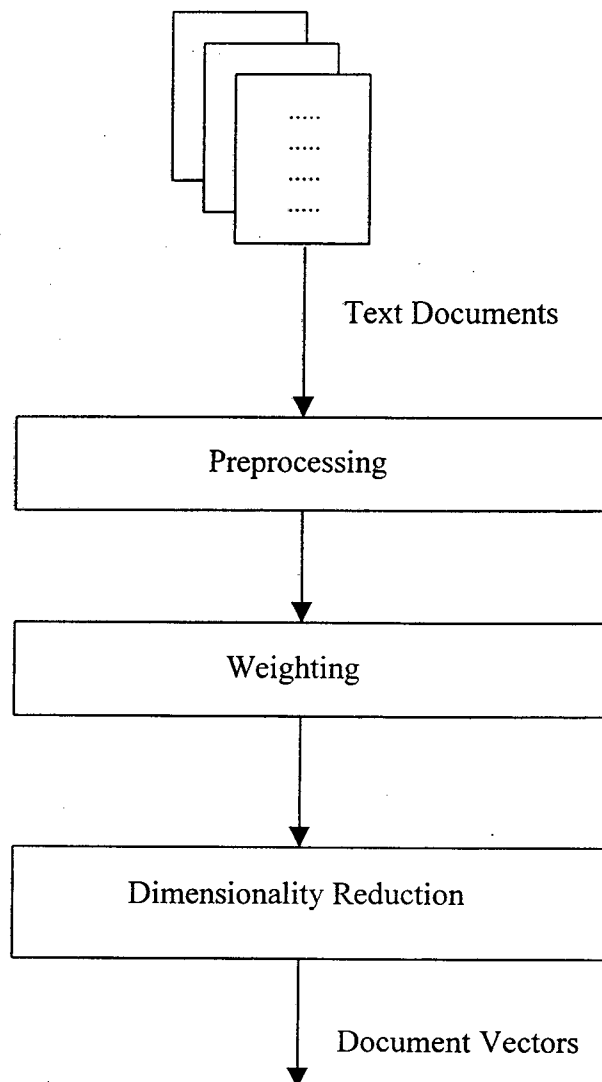 .....
.....
.....
.....
Text Documents
Preprocessing
Weighting
Dimensionality Reduction
Document Vectors